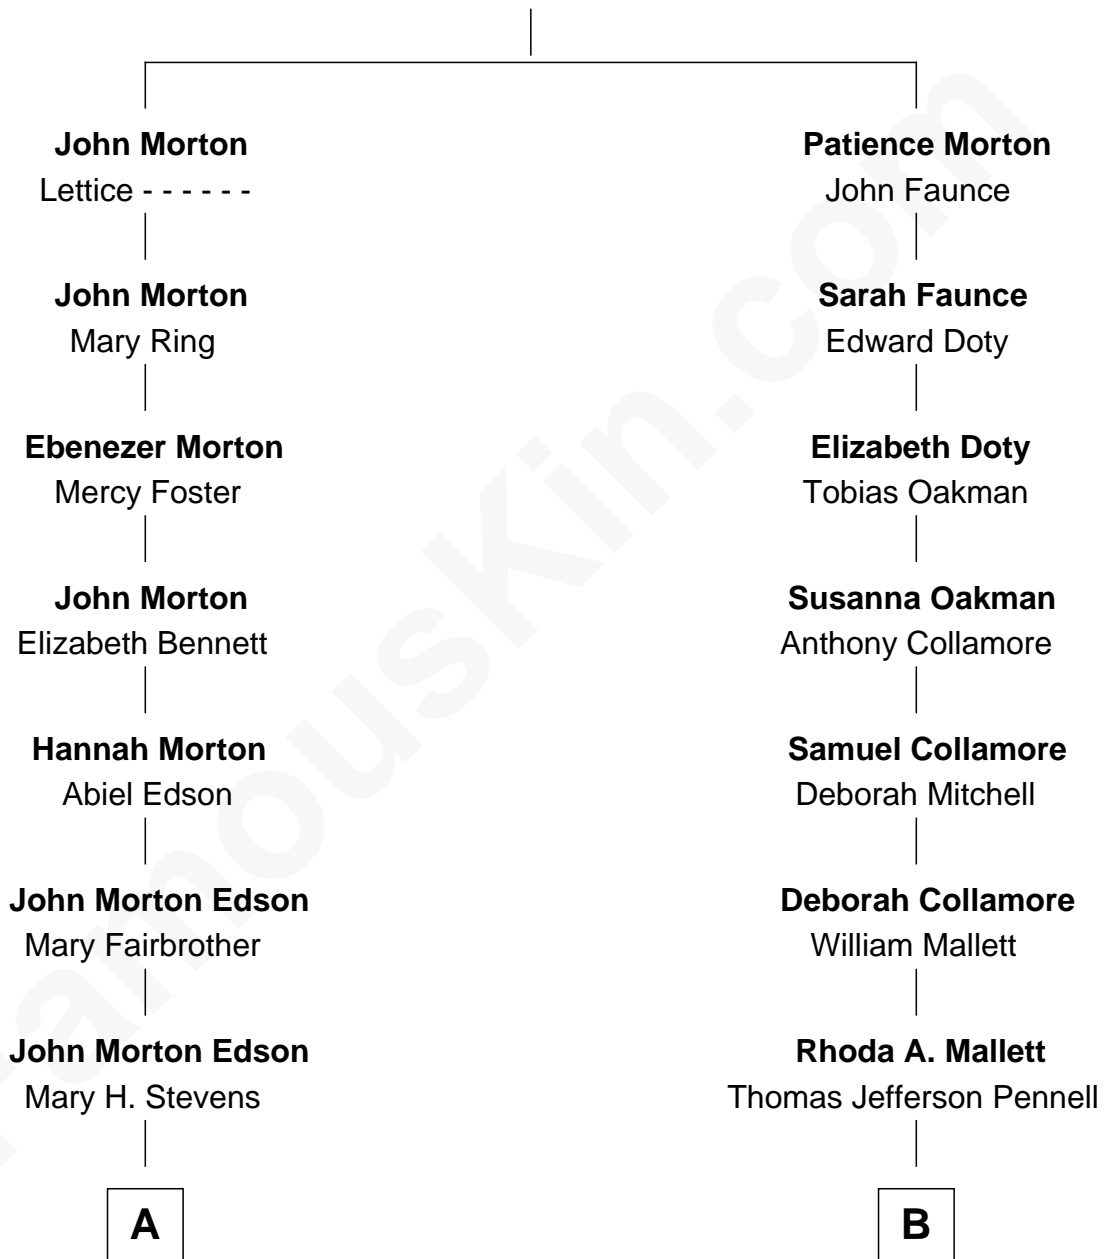 John Morton
Lettice - - - - - -
Patience Morton
John Faunce
John Morton
Mary Ring
Sarah Faunce
Edward Doty
Ebenezer Morton
Mercy Foster
Elizabeth Doty
Tobias Oakman
John Morton
Elizabeth Bennett
Susanna Oakman
Anthony Collamore
Hannah Morton
Abiel Edson
Samuel Collamore
Deborah Mitchell
John Morton Edson
Mary Fairbrother
Deborah Collamore
William Mallett
John Morton Edson
Mary H. Stevens
Rhoda A. Mallett
Thomas Jefferson Pennell
A
B
FamousKin.com